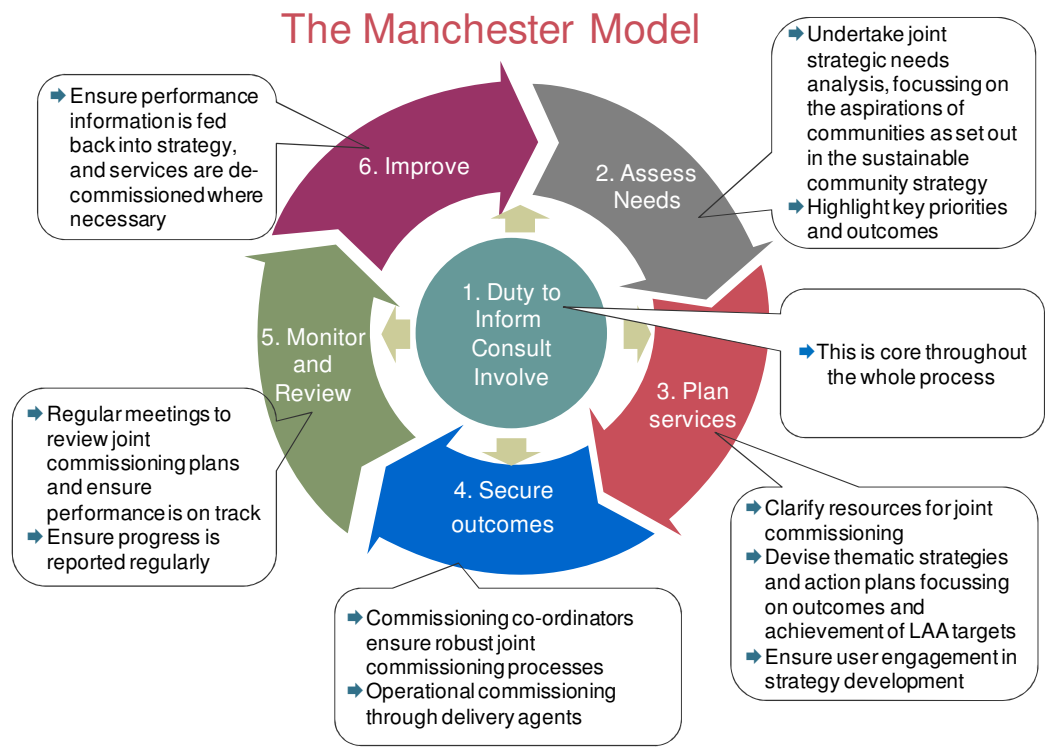 The Manchester Model
Ensure performance
information is fed
back into strategy,
and services are de-
commissioned where
necessary
6. Improve
2. Assess
Needs
Undertake joint
strategic needs
analysis, focussing on
the aspirations of
communities as set out
in the sustainable
community strategy
Highlight key priorities
and outcomes
1. Duty to
Inform
Consult
Involve
This is core throughout
the whole process
5. Monitor
and
Review
3. Plan
services
Regular meetings to
review joint
commissioning plans
and ensure
performance is on track
Ensure progress is
reported regularly
4. Secure
outcomes
Clarify resources for joint
commissioning
Devise thematic strategies
and action plans focussing
on outcomes and
achievement of LAA targets
Ensure user engagement in
strategy development
Commissioning co-ordinators
ensure robust joint
commissioning processes
Operational commissioning
through delivery agents